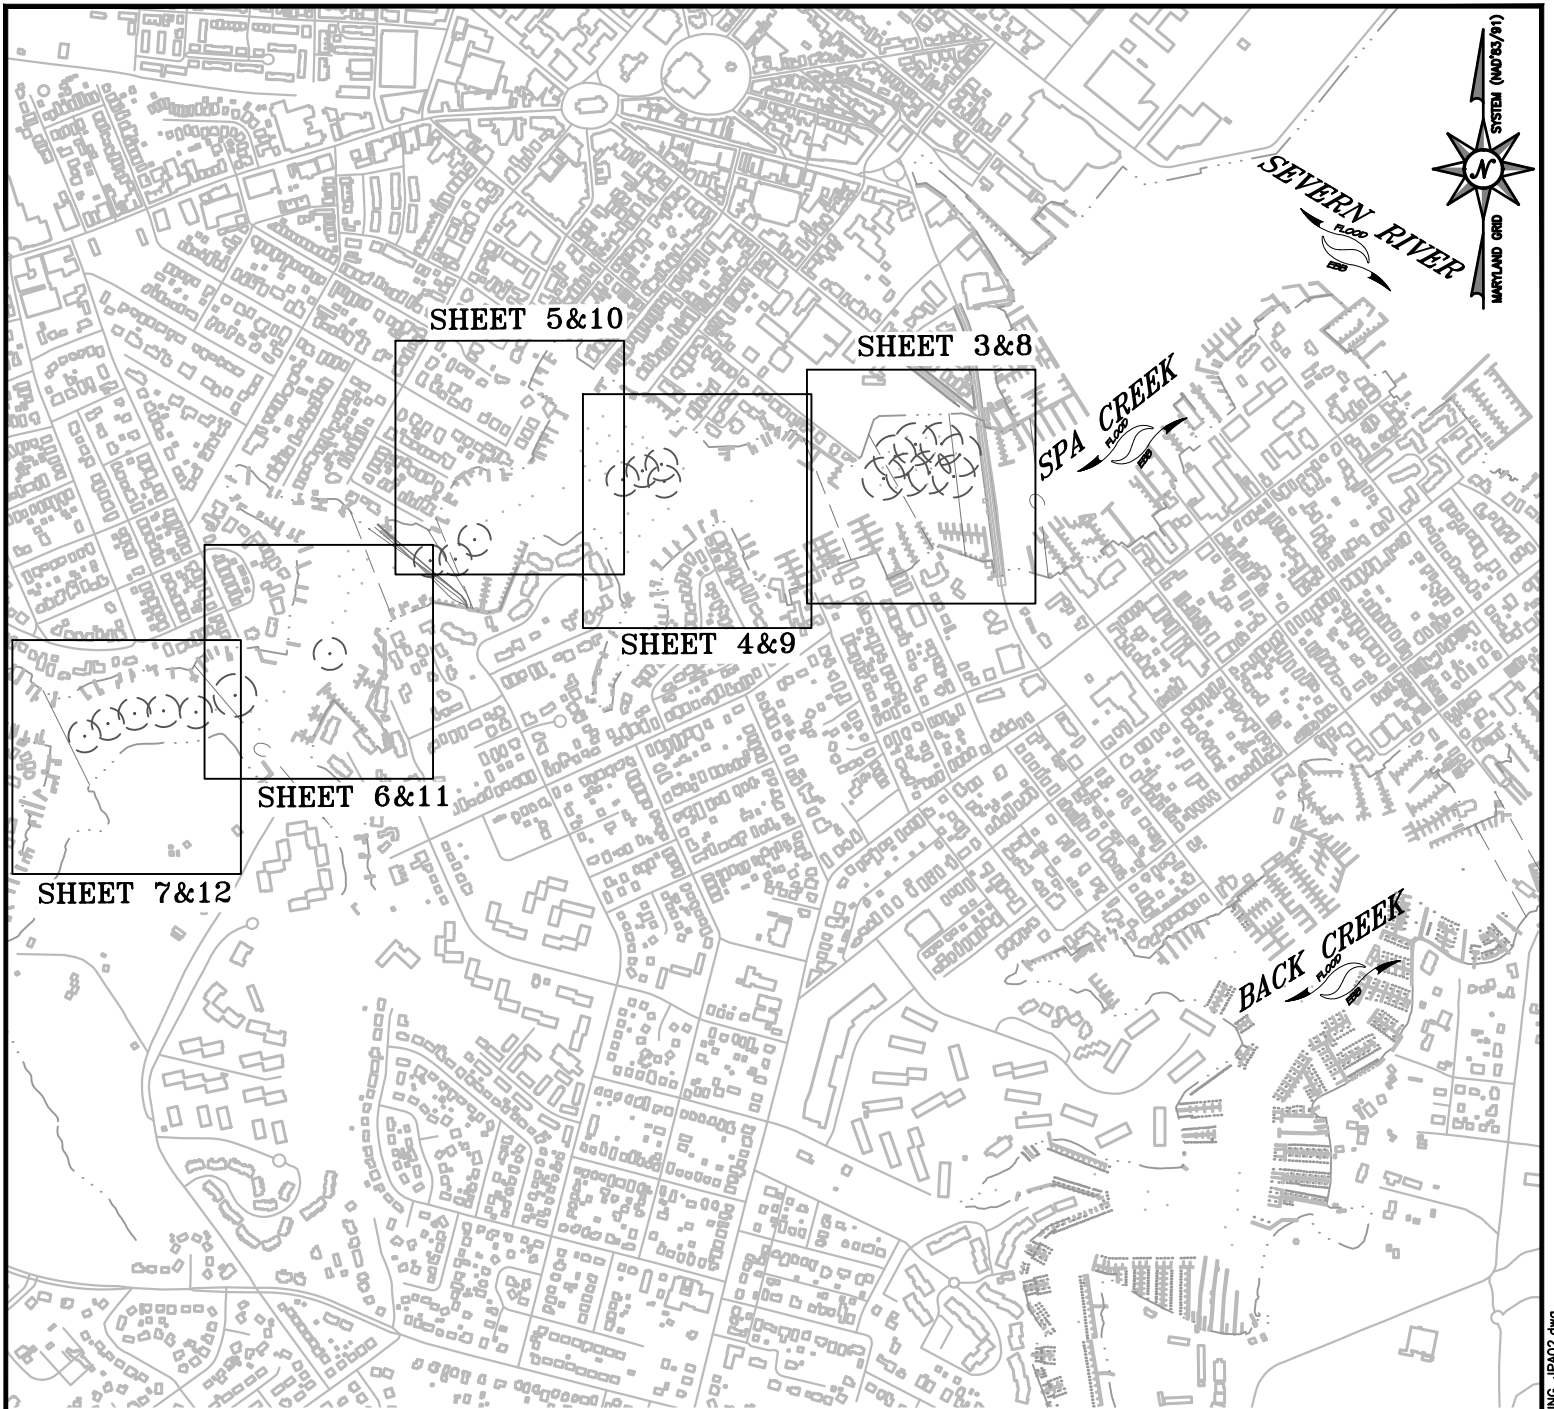 SYSTEM (NAD'83/91)
N
MARYLAND GRID
SEVERN RIVER
FLOOD
EBB
SHEET 5&10
SHEET 3&8
SPA CREEK
FLOOD
EBB
SHEET 4&9
SHEET 6&11
SHEET 7&12
BACK CREEK
FLOOD
EBB